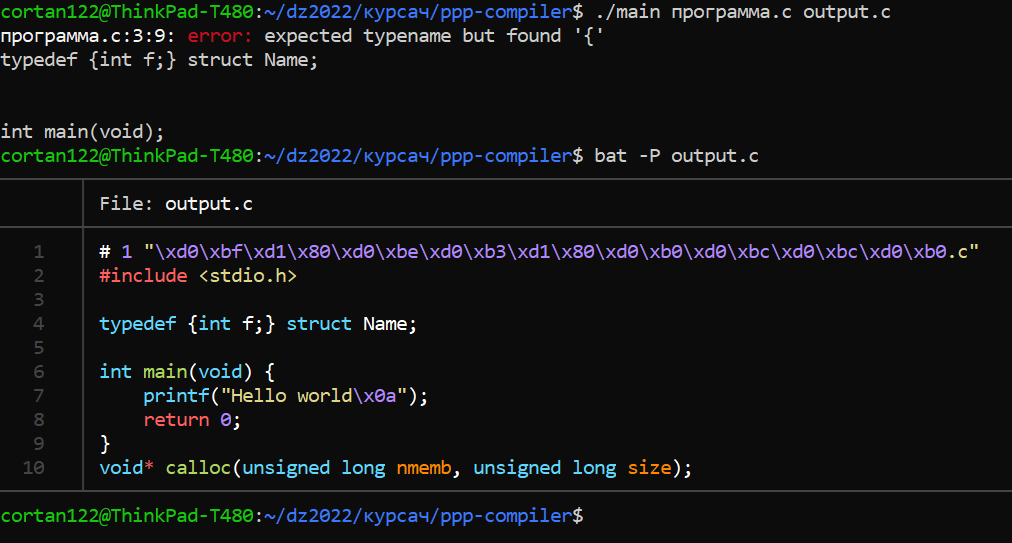 cortan122@ThinkPad-T480:~/dz2022/курсач/ppp-compiler$ ./main программа.c output.c
программа.c:3:9: error: expected typename but found '{'
typedef {int f;} struct Name;
int main(void);
cortan122@ThinkPad-T480:~/dz2022/курсач/ppp-compiler$ bat -P output.c
File: output.c
1 # 1 "\xd0\xbf\xd1\x80\xd0\xbe\xd0\xb3\xd1\x80\xd0\xb0\xd0\xbc\xd0\xbc\xd0\xb0.c"
2 #include <stdio.h>
3
4 typedef {int f;} struct Name;
5
6 int main(void) {
7 printf("Hello world\x0a");
8 return 0;
9 }
10 void* calloc(unsigned long nmemb, unsigned long size);
cortan122@ThinkPad-T480:~/dz2022/курсач/ppp-compiler$